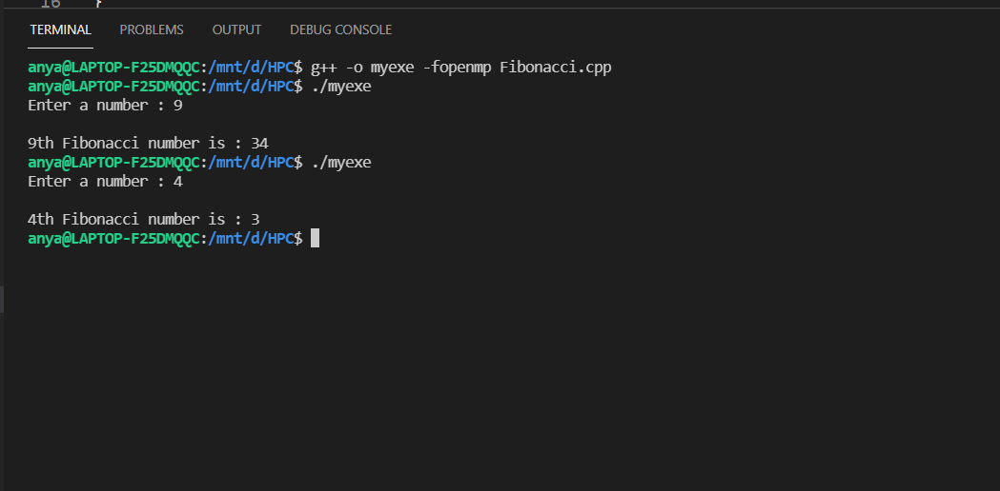 16 }
TERMINAL PROBLEMS OUTPUT DEBUG CONSOLE
anya@LAPTOP-F25DMQQC:/mnt/d/HPC$ g++ -o myexe -fopenmp Fibonacci.cpp
anya@LAPTOP-F25DMQQC:/mnt/d/HPC$ ./myexe
Enter a number : 9
9th Fibonacci number is : 34
anya@LAPTOP-F25DMQQC:/mnt/d/HPC$ ./myexe
Enter a number : 4
4th Fibonacci number is : 3
anya@LAPTOP-F25DMQQC:/mnt/d/HPC$